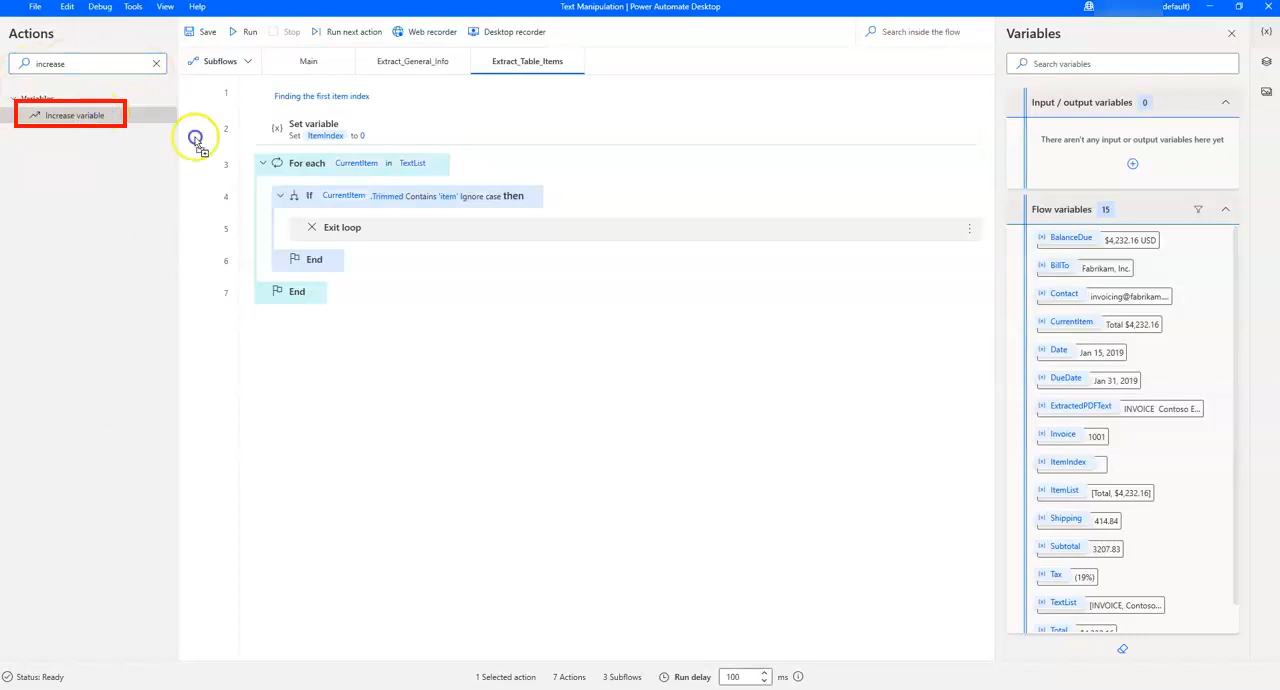 File Edit Debug Tools View Help
Text Manipulation | Power Automate Desktop
default)
Actions
increase
Variables
Increase variable
Save Run Stop Run next action Web recorder Desktop recorder
Search inside the flow
Subflows Main Extract_General_Info Extract_Table_Items
1 Finding the first item index
2 {x} Set variable
Set ItemIndex to 0
3 For each CurrentItem in TextList
4 If CurrentItem .Trimmed Contains 'item' Ignore case then
5 Exit loop
6 End
7 End
Variables
{x}
Search variables
Input / output variables 0
There aren't any input or output variables here yet
Flow variables 15
BalanceDue $4,232.16 USD
BillTo Fabrikam, Inc.
Contact invoicing@fabrikam....
CurrentItem Total $4,232.16
Date Jan 15, 2019
DueDate Jan 31, 2019
ExtractedPDFText INVOICE Contoso E...
Invoice 1001
ItemIndex
ItemList [Total, $4,232.16]
Shipping 414.84
Subtotal 3207.83
Tax (19%)
TextList [INVOICE, Contoso...
Total $4,232.16
Status: Ready
1 Selected action 7 Actions 3 Subflows Run delay 100 ms